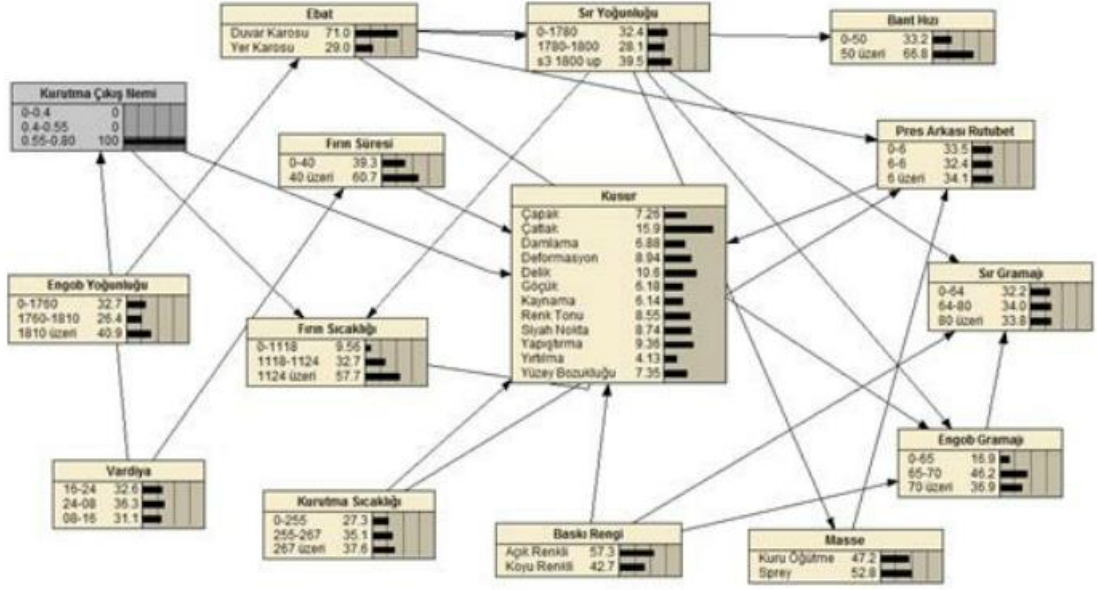 Ebat
Duvar Karosu 71.0
Yer Karosu 29.0
Sır Yoğunluğu
0-1780 32.4
1780-1800 28.1
s3 1800 up 39.5
Bant Hızı
0-50 33.2
50 üzeri 66.8
Kurutma Çıkış Nemi
0-0.4 0
0.4-0.55 0
0.55-0.80 100
Fırın Süresi
0-40 39.3
40 üzeri 60.7
Pres Arkası Rutubet
0-6 33.5
6-6 32.4
6 üzeri 34.1
Kusur
Çapak 7.26
Çatlak 15.9
Damlama 6.88
Deformasyon 8.94
Delik 10.6
Göçük 6.18
Kaynama 6.14
Renk Tonu 8.55
Siyah Nokta 8.74
Yapıştırma 9.36
Yırtılma 4.13
Yüzey Bozukluğu 7.35
Engob Yoğunluğu
0-1760 32.7
1760-1810 26.4
1810 üzeri 40.9
Sır Gramajı
0-64 32.2
64-80 34.0
80 üzeri 33.8
Fırın Sıcaklığı
0-1118 9.56
1118-1124 32.7
1124 üzeri 57.7
Engob Gramajı
0-65 16.9
65-70 46.2
70 üzeri 36.9
Vardiya
16-24 32.6
24-08 36.3
08-16 31.1
Kurutma Sıcaklığı
0-255 27.3
255-267 35.1
267 üzeri 37.6
Baskı Rengi
Açık Renkli 57.3
Koyu Renkli 42.7
Masse
Kuru Öğütme 47.2
Sprey 52.8